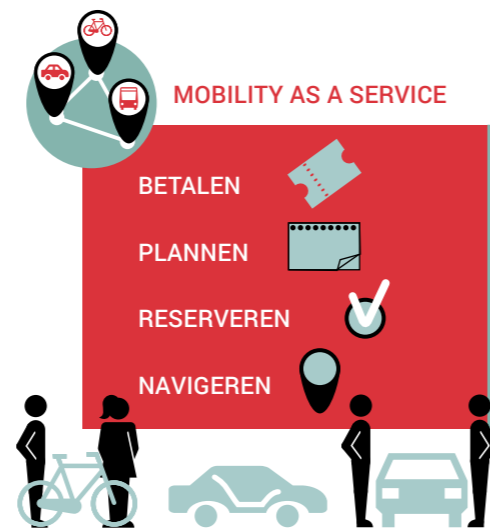 MOBILITY AS A SERVICE
BETALEN
PLANNEN
RESERVEREN
NAVIGEREN